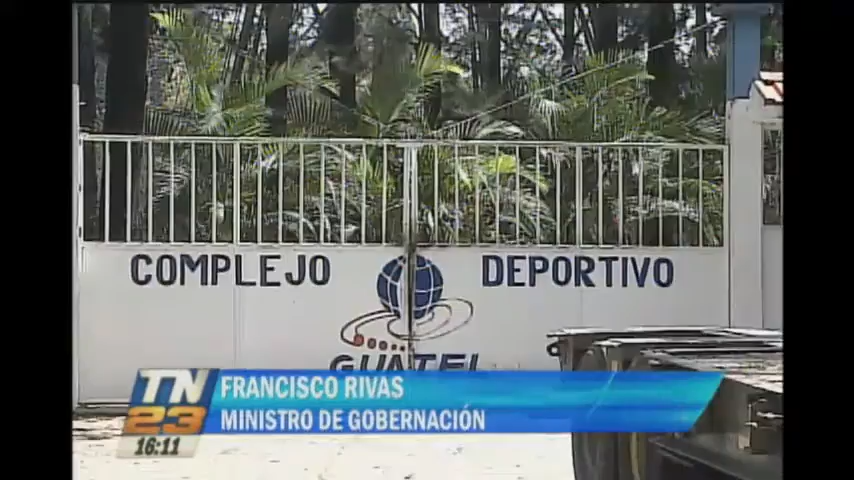 COMPLEJO DEPORTIVO
GUATEL
TN
23
16:11
FRANCISCO RIVAS
MINISTRO DE GOBERNACIÓN